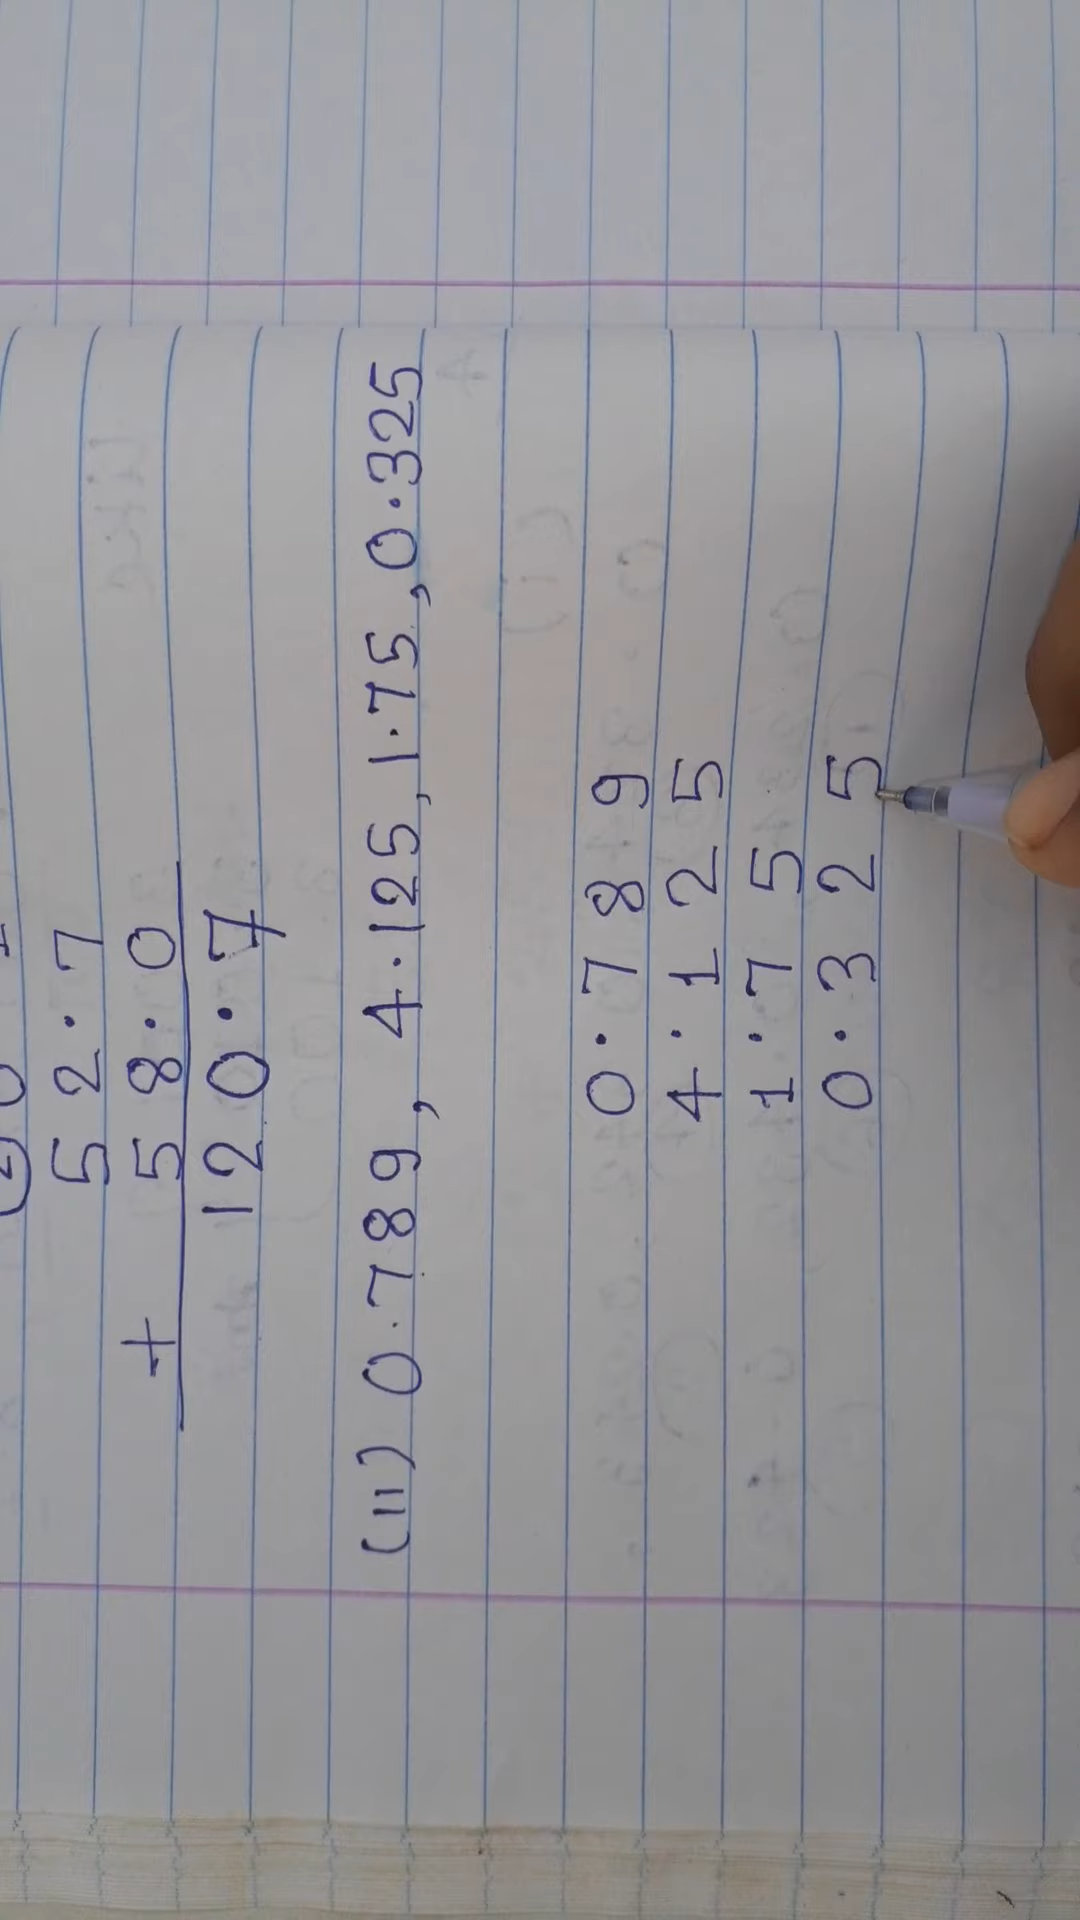 5 2 . 7
+ 5 8 . 0
1 2 0 . 7
(ii) 0.789, 4.125, 1.75, 0.325
0 . 7 8 9
4 . 1 2 5
1 . 7 5
0 . 3 2 5